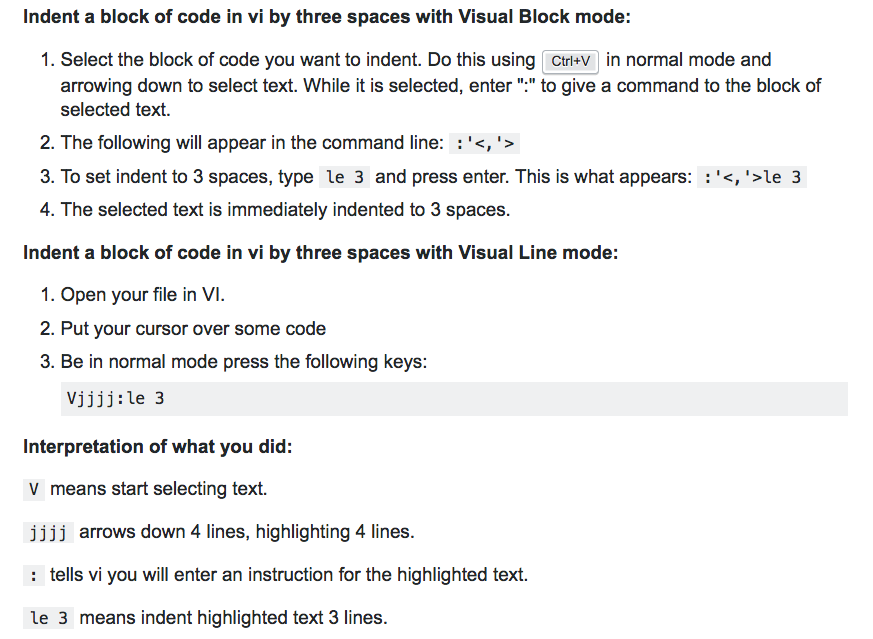 Indent a block of code in vi by three spaces with Visual Block mode:
1. Select the block of code you want to indent. Do this using Ctrl+V in normal mode and
arrowing down to select text. While it is selected, enter ":" to give a command to the block of
selected text.
2. The following will appear in the command line: :'<,'>
3. To set indent to 3 spaces, type le 3 and press enter. This is what appears: :'<,'>le 3
4. The selected text is immediately indented to 3 spaces.
Indent a block of code in vi by three spaces with Visual Line mode:
1. Open your file in VI.
2. Put your cursor over some code
3. Be in normal mode press the following keys:
Vjjjj:le 3
Interpretation of what you did:
V means start selecting text.
jjjj arrows down 4 lines, highlighting 4 lines.
: tells vi you will enter an instruction for the highlighted text.
le 3 means indent highlighted text 3 lines.